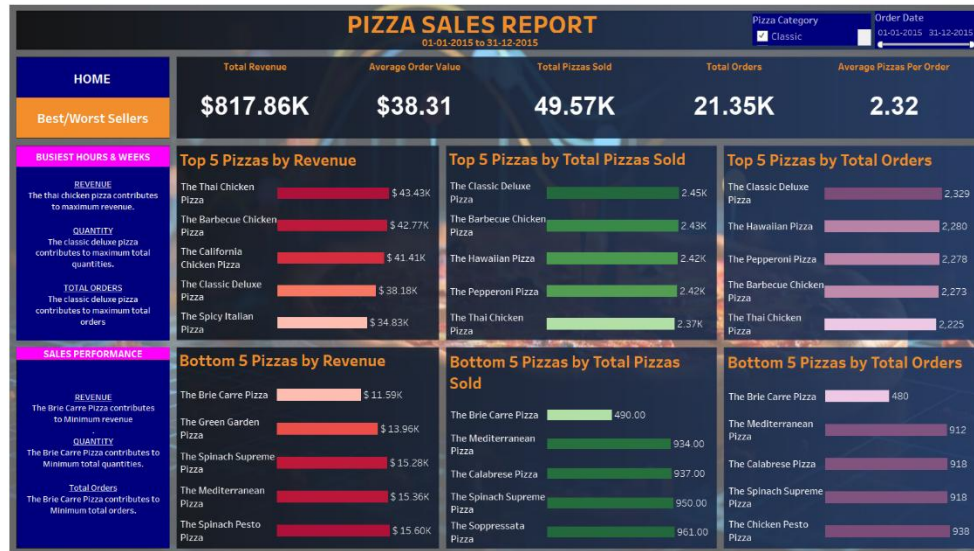 PIZZA SALES REPORT
01-01-2015 to 31-12-2015
Pizza Category
Classic
Order Date
01-01-2015 31-12-2015
HOME
Best/Worst Sellers
Total Revenue
$817.86K
Average Order Value
$38.31
Total Pizzas Sold
49.57K
Total Orders
21.35K
Average Pizzas Per Order
2.32
BUSIEST HOURS & WEEKS
REVENUE
The thai chicken pizza contributes
to maximum revenue.
QUANTITY
The classic deluxe pizza
contributes to maximum total
quantities.
TOTAL ORDERS
The classic deluxe pizza
contributes to maximum total
orders
Top 5 Pizzas by Revenue
The Thai Chicken
Pizza
$ 43.43K
The Barbecue Chicken
Pizza
$ 42.77K
The California
Chicken Pizza
$ 41.41K
The Classic Deluxe
Pizza
$ 38.18K
The Spicy Italian
Pizza
$ 34.83K
Top 5 Pizzas by Total Pizzas Sold
The Classic Deluxe
Pizza
2.45K
The Barbecue Chicken
Pizza
2.43K
The Hawaiian Pizza
2.42K
The Pepperoni Pizza
2.42K
The Thai Chicken
Pizza
2.37K
Top 5 Pizzas by Total Orders
The Classic Deluxe
Pizza
2,329
The Hawaiian Pizza
2,280
The Pepperoni Pizza
2,278
The Barbecue Chicken
Pizza
2,273
The Thai Chicken
Pizza
2,225
SALES PERFORMANCE
REVENUE
The Brie Carre Pizza contributes
to Minimum revenue
.
QUANTITY
The Brie Carre Pizza contributes to
Minimum total quantities.
Total Orders
The Brie Carre Pizza contributes to
Minimum total orders.
Bottom 5 Pizzas by Revenue
The Brie Carre Pizza
$ 11.59K
The Green Garden
Pizza
$ 13.96K
The Spinach Supreme
Pizza
$ 15.28K
The Mediterranean
Pizza
$ 15.36K
The Spinach Pesto
Pizza
$ 15.60K
Bottom 5 Pizzas by Total Pizzas
Sold
The Brie Carre Pizza
490.00
The Mediterranean
Pizza
934.00
The Calabrese Pizza
937.00
The Spinach Supreme
Pizza
950.00
The Soppressata
Pizza
961.00
Bottom 5 Pizzas by Total Orders
The Brie Carre Pizza
480
The Mediterranean
Pizza
912
The Calabrese Pizza
918
The Spinach Supreme
Pizza
918
The Chicken Pesto
Pizza
938